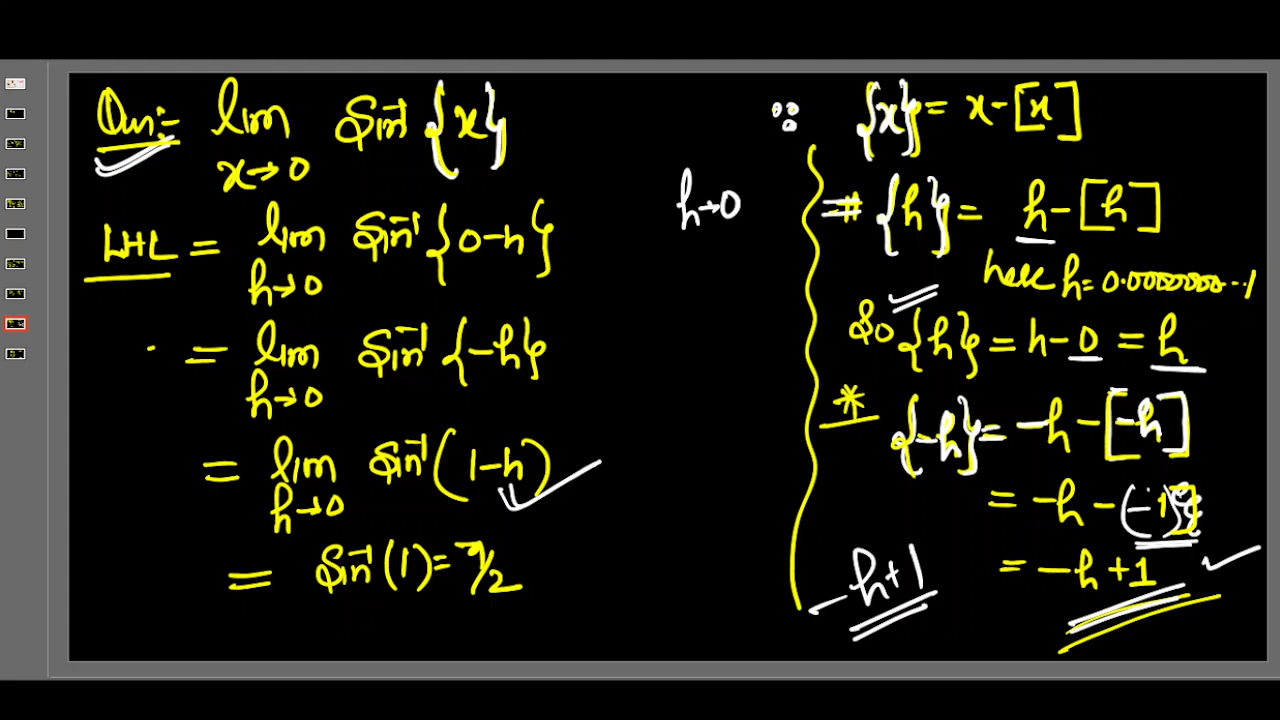 Qus:- lim sin⁻¹ {x}
x→0
LHL = lim sin⁻¹ {0-h}
h→0
= lim sin⁻¹ {-h}
h→0
= lim sin⁻¹ (1-h)
h→0
= sin⁻¹ (1) = π/2
∵ {x} = x - [x]
h→0
⇒ {h} = h - [h]
here h = 0.00000000...1
So {h} = h - 0 = h
* {-h} = -h - [-h]
= -h - (-1)
= -h + 1
-h+1